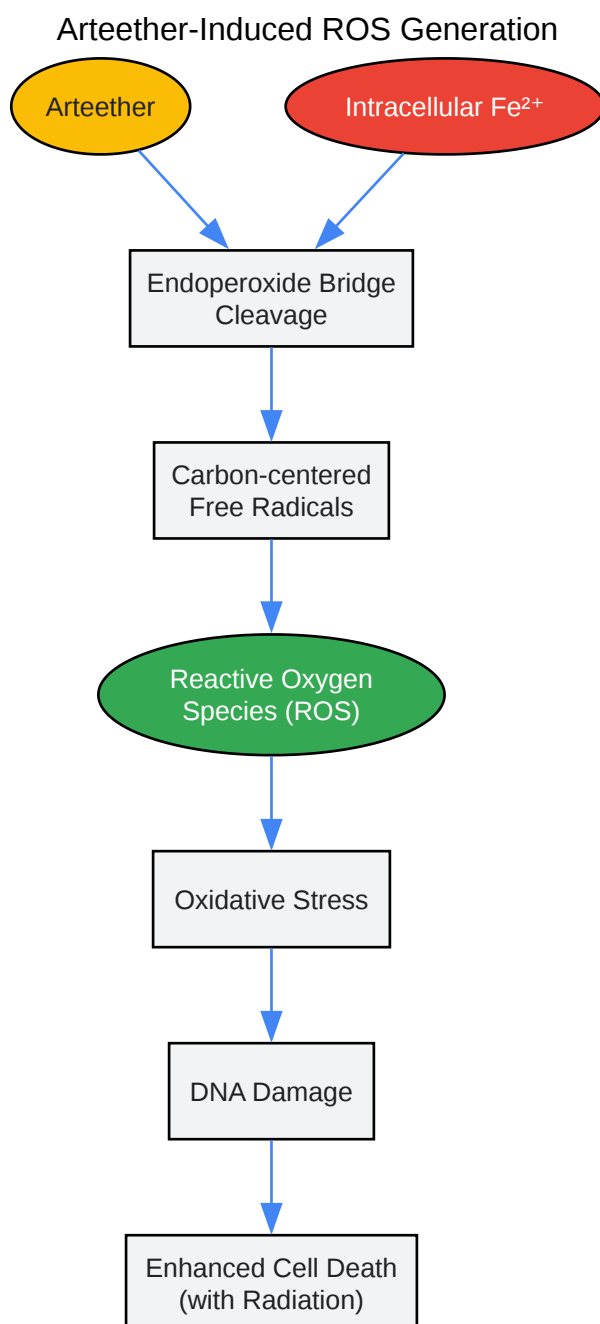 Arteether-Induced ROS Generation
Arteether
Intracellular Fe²⁺
Endoperoxide Bridge
Cleavage
Carbon-centered
Free Radicals
Reactive Oxygen
Species (ROS)
Oxidative Stress
DNA Damage
Enhanced Cell Death
(with Radiation)